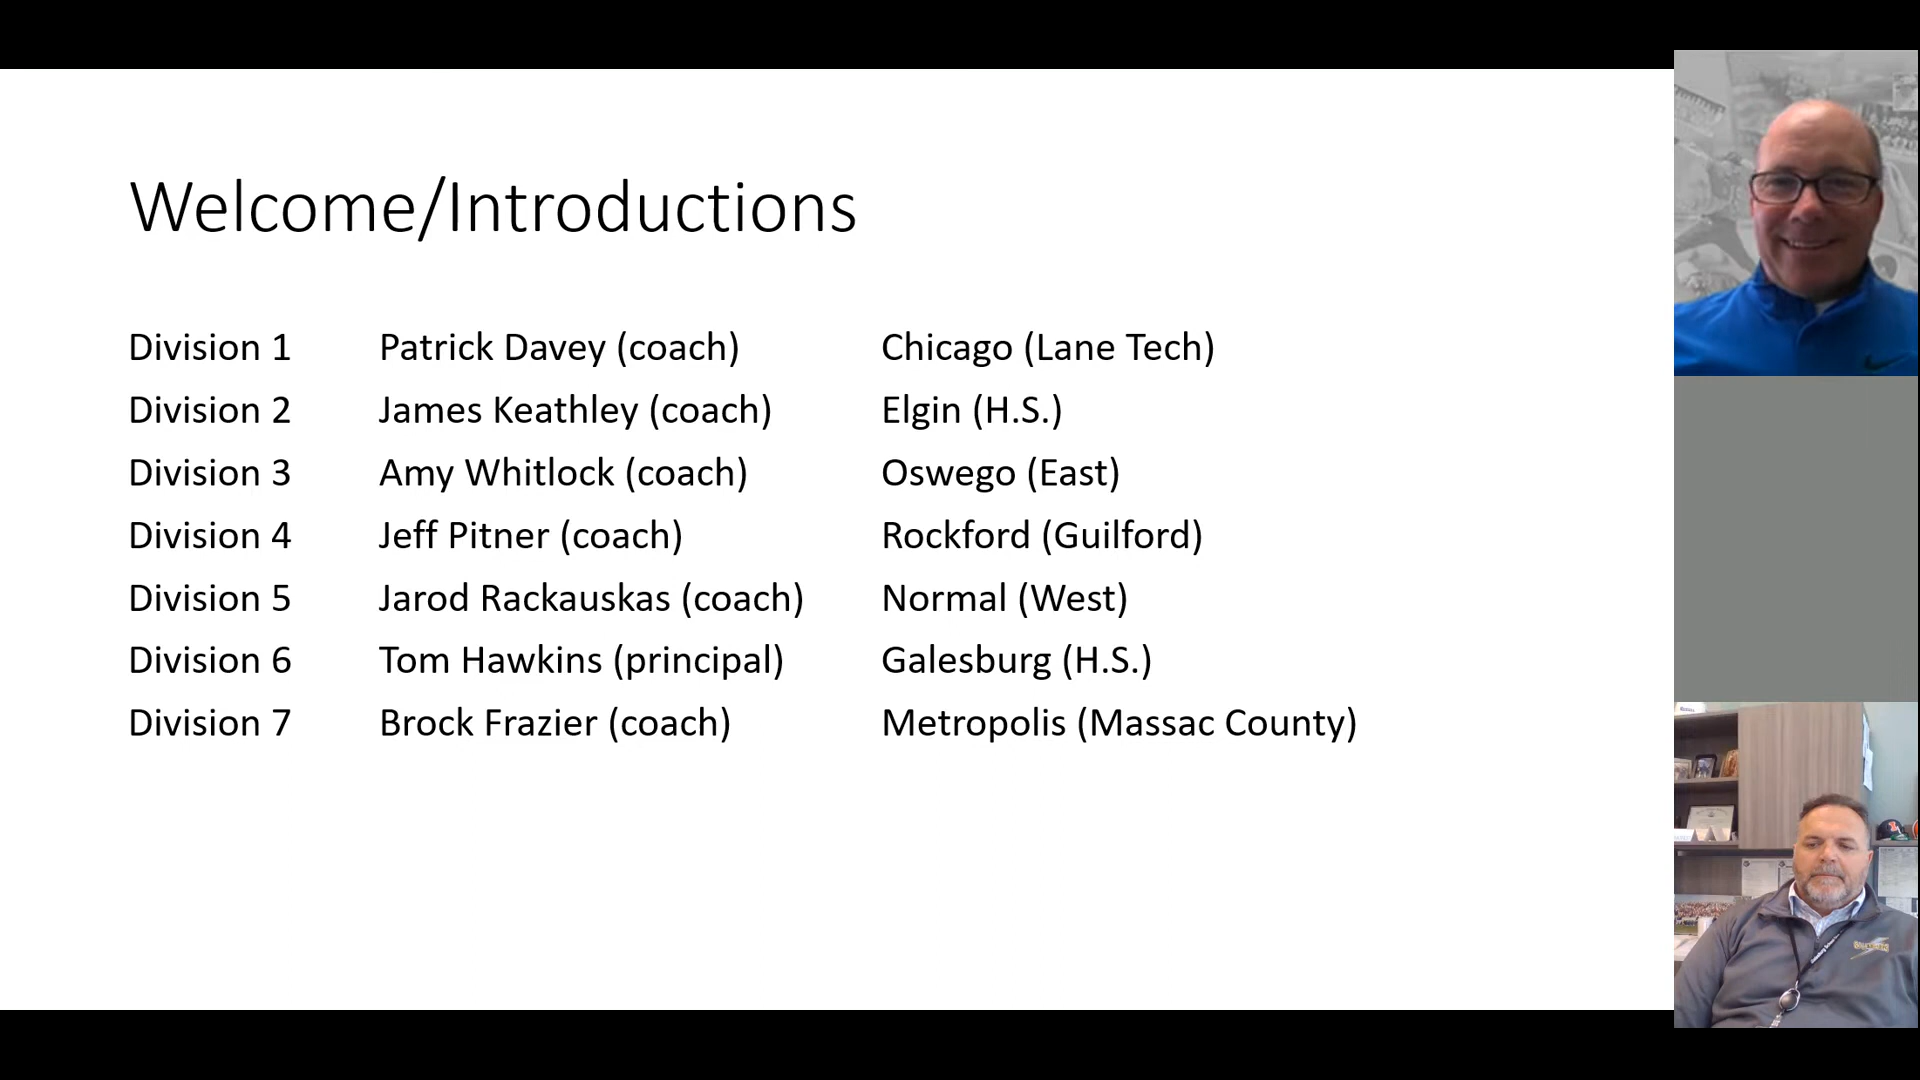 Welcome/Introductions
Division 1 Patrick Davey (coach) Chicago (Lane Tech)
Division 2 James Keathley (coach) Elgin (H.S.)
Division 3 Amy Whitlock (coach) Oswego (East)
Division 4 Jeff Pitner (coach) Rockford (Guilford)
Division 5 Jarod Rackauskas (coach) Normal (West)
Division 6 Tom Hawkins (principal) Galesburg (H.S.)
Division 7 Brock Frazier (coach) Metropolis (Massac County)